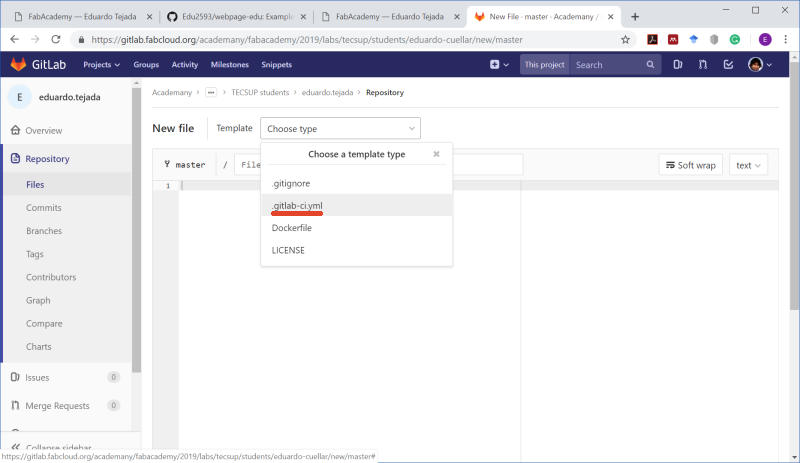 FabAcademy — Eduardo Tejada
Edu2593/webpage-edu: Example
FabAcademy — Eduardo Tejada
New File · master · Academany /
https://gitlab.fabcloud.org/academany/fabacademy/2019/labs/tecsup/students/eduardo-cuellar/new/master
E
GitLab
Projects
Groups
Activity
Milestones
Snippets
This project
Search
E
eduardo.tejada
Academany
TECSUP students
eduardo.tejada
Repository
Overview
Repository
Files
Commits
Branches
Tags
Contributors
Graph
Compare
Charts
Issues
0
Merge Requests
0
Collapse sidebar
New file
Template
Choose type
Choose a template type
.gitignore
.gitlab-ci.yml
Dockerfile
LICENSE
master
/
File
Soft wrap
text
1
https://gitlab.fabcloud.org/academany/fabacademy/2019/labs/tecsup/students/eduardo-cuellar/new/master#